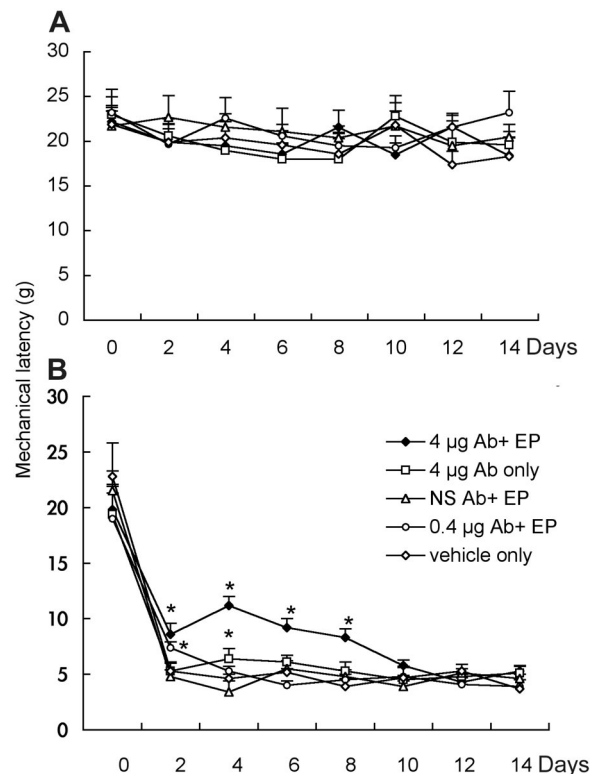 A
30
25
20
15
10
5
0
0 2 4 6 8 10 12 14 Days
Mechanical latency (g)
B
30
25
20
15
10
5
0
4 µg Ab+ EP
4 µg Ab only
NS Ab+ EP
0.4 µg Ab+ EP
vehicle only
* * * *
* *
0 2 4 6 8 10 12 14 Days